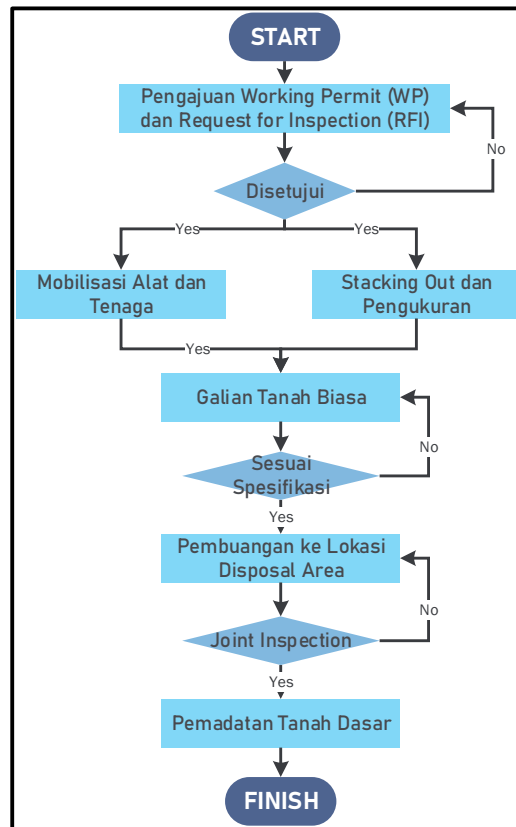 START
Pengajuan Working Permit (WP)
dan Request for Inspection (RFI)
No
Disetujui
Yes
Yes
Mobilisasi Alat dan
Tenaga
Stacking Out dan
Pengukuran
Yes
Galian Tanah Biasa
No
Sesuai
Spesifikasi
Yes
Pembuangan ke Lokasi
Disposal Area
No
Joint Inspection
Yes
Pemadatan Tanah Dasar
FINISH